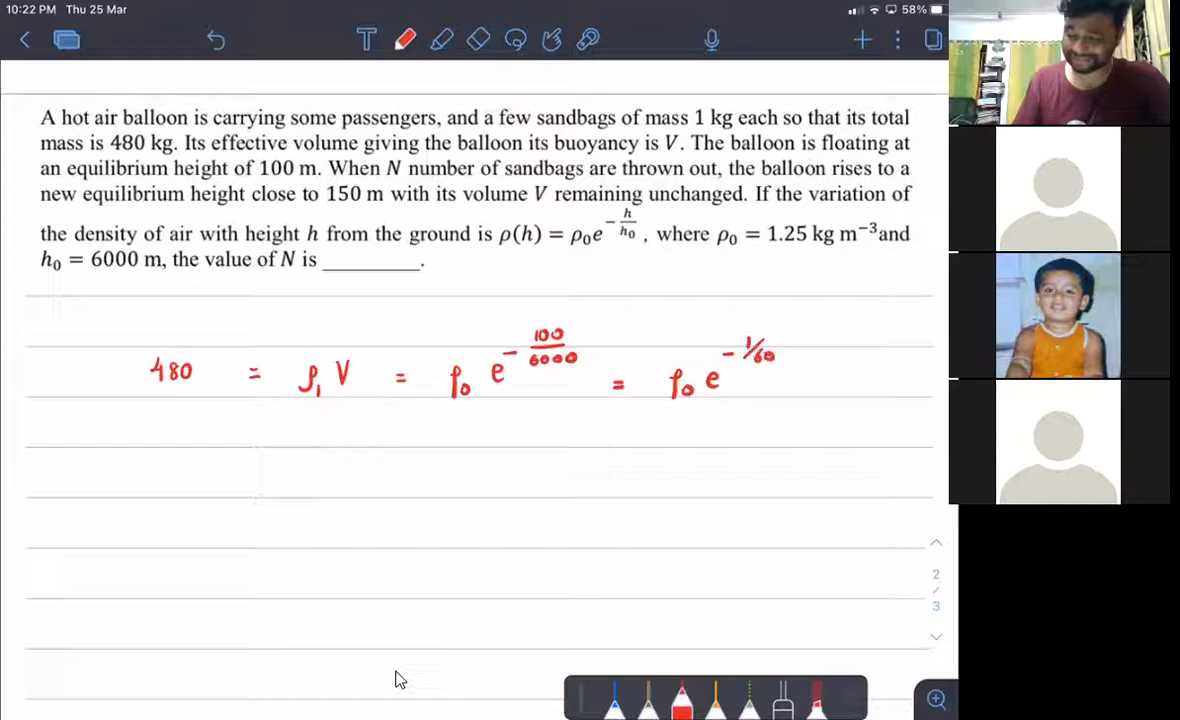 10:22 PM Thu 25 Mar
58%
A hot air balloon is carrying some passengers, and a few sandbags of mass 1 kg each so that its total
mass is 480 kg. Its effective volume giving the balloon its buoyancy is V. The balloon is floating at
an equilibrium height of 100 m. When N number of sandbags are thrown out, the balloon rises to a
new equilibrium height close to 150 m with its volume V remaining unchanged. If the variation of
the density of air with height h from the ground is ρ(h) = ρ₀e^(-h/h₀), where ρ₀ = 1.25 kg m⁻³and
h₀ = 6000 m, the value of N is ________.
480 = ρ₁ V = ρ₀ e^(-100/6000) = ρ₀ e^(-1/60)
2
/
3